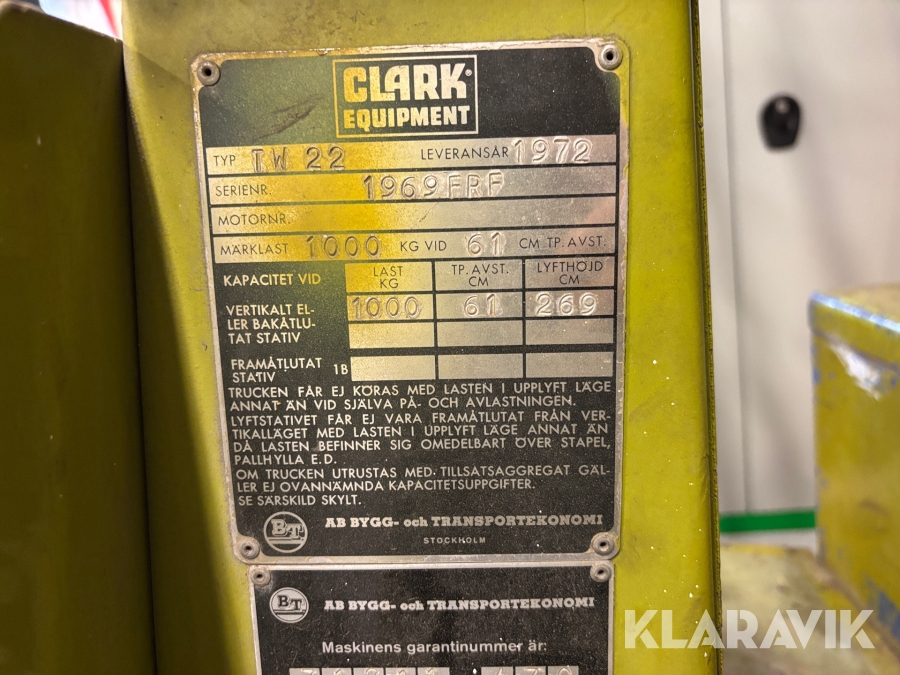 CLARK®
EQUIPMENT
TYP TW 22 LEVERANSÅR 1972
SERIENR. 1969FRF
MOTORNR.
MÄRKLAST 1000 KG VID 61 CM TP. AVST.
KAPACITET VID LAST KG TP. AVST. CM LYFTHÖJD CM
VERTIKALT EL-
LER BAKÅTLU-
TAT STATIV 1000 61 269
FRAMÅTLUTAT
STATIV 1B
TRUCKEN FÅR EJ KÖRAS MED LASTEN I UPPLYFT LÄGE
ANNAT ÄN VID SJÄLVA PÅ- OCH AVLASTNINGEN.
LYFTSTATIVET FÅR EJ VARA FRAMÅTLUTAT FRÅN VER-
TIKALLÄGET MED LASTEN I UPPLYFT LÄGE ANNAT ÄN
DÅ LASTEN BEFINNER SIG OMEDELBART ÖVER STAPEL,
PALLHYLLA E.D.
OM TRUCKEN UTRUSTAS MED TILLSATSAGGREGAT GÄL-
LER EJ OVANNÄMNDA KAPACITETSUPPGIFTER.
SE SÄRSKILD SKYLT.
BT AB BYGG- och TRANSPORTEKONOMI
STOCKHOLM
BT AB BYGG- och TRANSPORTEKONOMI
Maskinens garantinummer är:
KLARAVIK